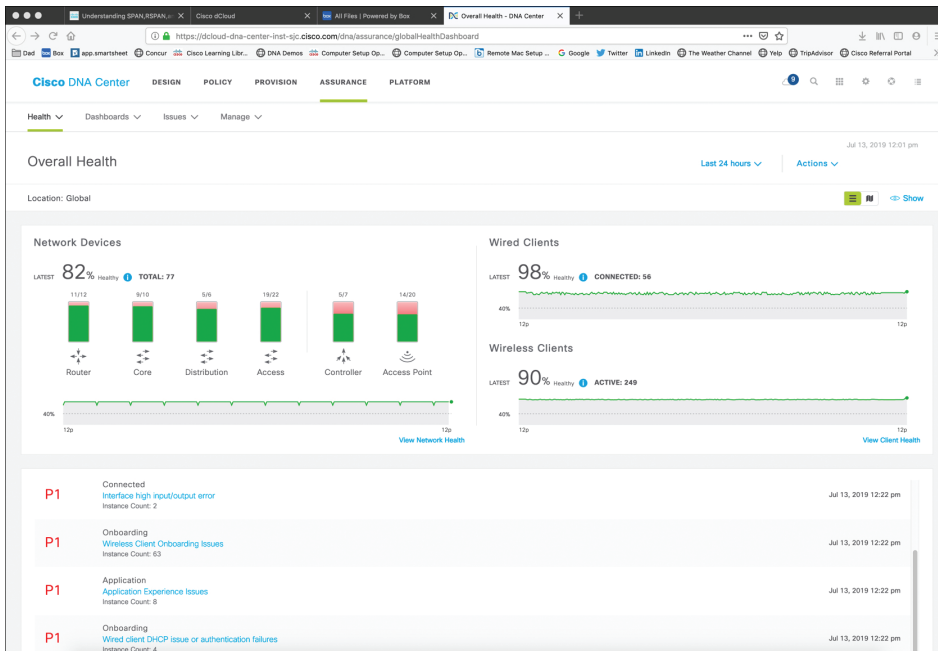 Understanding SPAN,RSPAN,a
Cisco dCloud
All Files | Powered by Box
Overall Health - DNA Center
https://dcloud-dna-center-inst-sjc.cisco.com/dna/assurance/globalHealthDashboard
Dad Box app.smartsheet Concur Cisco Learning Libr... DNA Demos Computer Setup Op... Computer Setup Op... Remote Mac Setup ... Google Twitter LinkedIn The Weather Channel Yelp TripAdvisor Cisco Referral Portal
Cisco DNA Center DESIGN POLICY PROVISION ASSURANCE PLATFORM 9
Health Dashboards Issues Manage
Jul 13, 2019 12:01 pm
Overall Health
Last 24 hours Actions
Location: Global
Show
Network Devices
LATEST 82% Healthy TOTAL: 77
11/12 9/10 5/6 19/22 5/7 14/20
Router Core Distribution Access Controller Access Point
40%
12p 12p
View Network Health
Wired Clients
LATEST 98% Healthy CONNECTED: 56
40%
12p 12p
Wireless Clients
LATEST 90% Healthy ACTIVE: 249
40%
12p 12p
View Client Health
Connected
P1 Interface high input/output error Jul 13, 2019 12:22 pm
Instance Count: 2
Onboarding
P1 Wireless Client Onboarding Issues Jul 13, 2019 12:22 pm
Instance Count: 63
Application
P1 Application Experience Issues Jul 13, 2019 12:22 pm
Instance Count: 8
Onboarding
P1 Wired client DHCP issue or authentication failures Jul 13, 2019 12:22 pm
Instance Count: 4